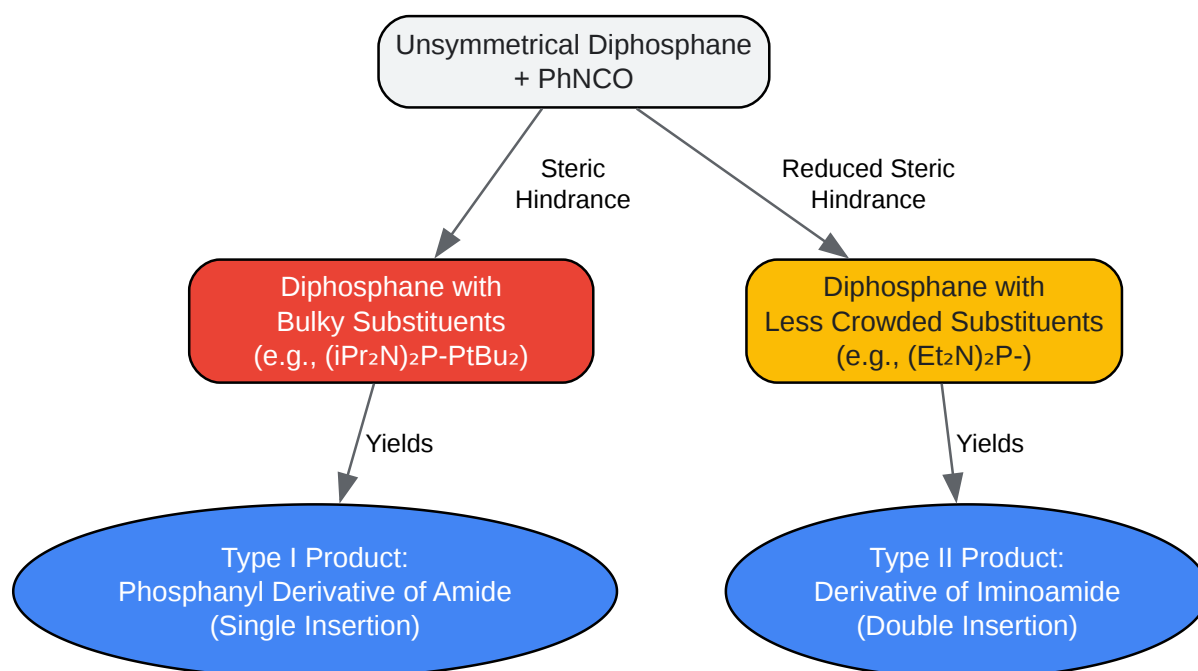 Unsymmetrical Diphosphane
+ PhNCO
Steric
Hindrance
Reduced Steric
Hindrance
Diphosphane with
Bulky Substituents
(e.g., (iPr₂N)₂P-PtBu₂)
Diphosphane with
Less Crowded Substituents
(e.g., (Et₂N)₂P-)
Yields
Yields
Type I Product:
Phosphanyl Derivative of Amide
(Single Insertion)
Type II Product:
Derivative of Iminoamide
(Double Insertion)